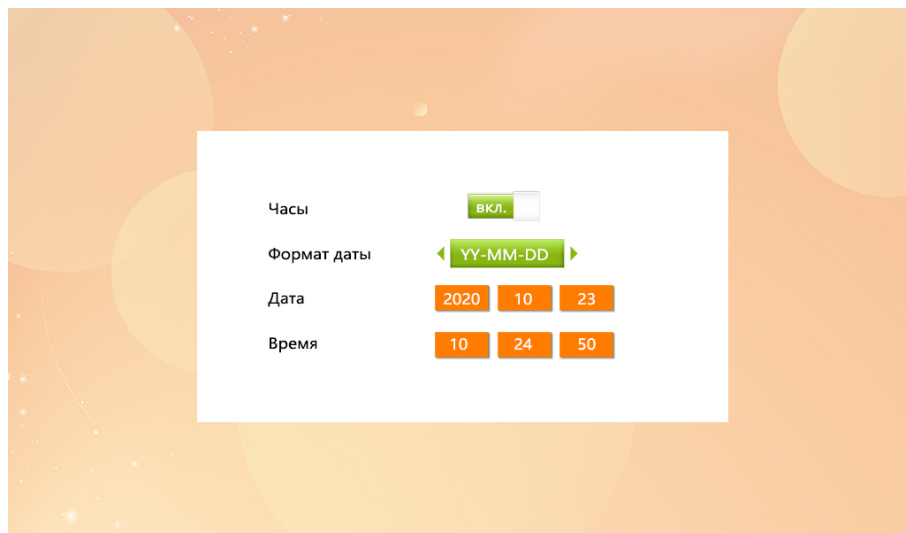 Часы вкл.
Формат даты YY-MM-DD
Дата 2020 10 23
Время 10 24 50